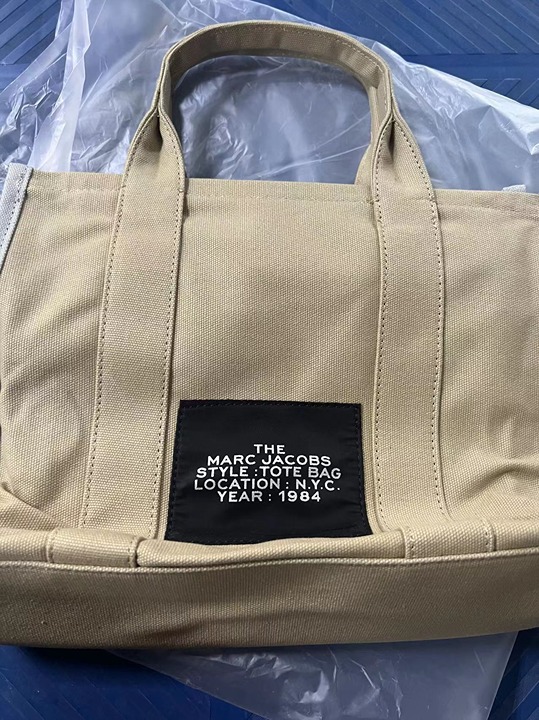 THE
MARC JACOBS
STYLE : TOTE BAG
LOCATION : N.Y.C.
YEAR : 1984